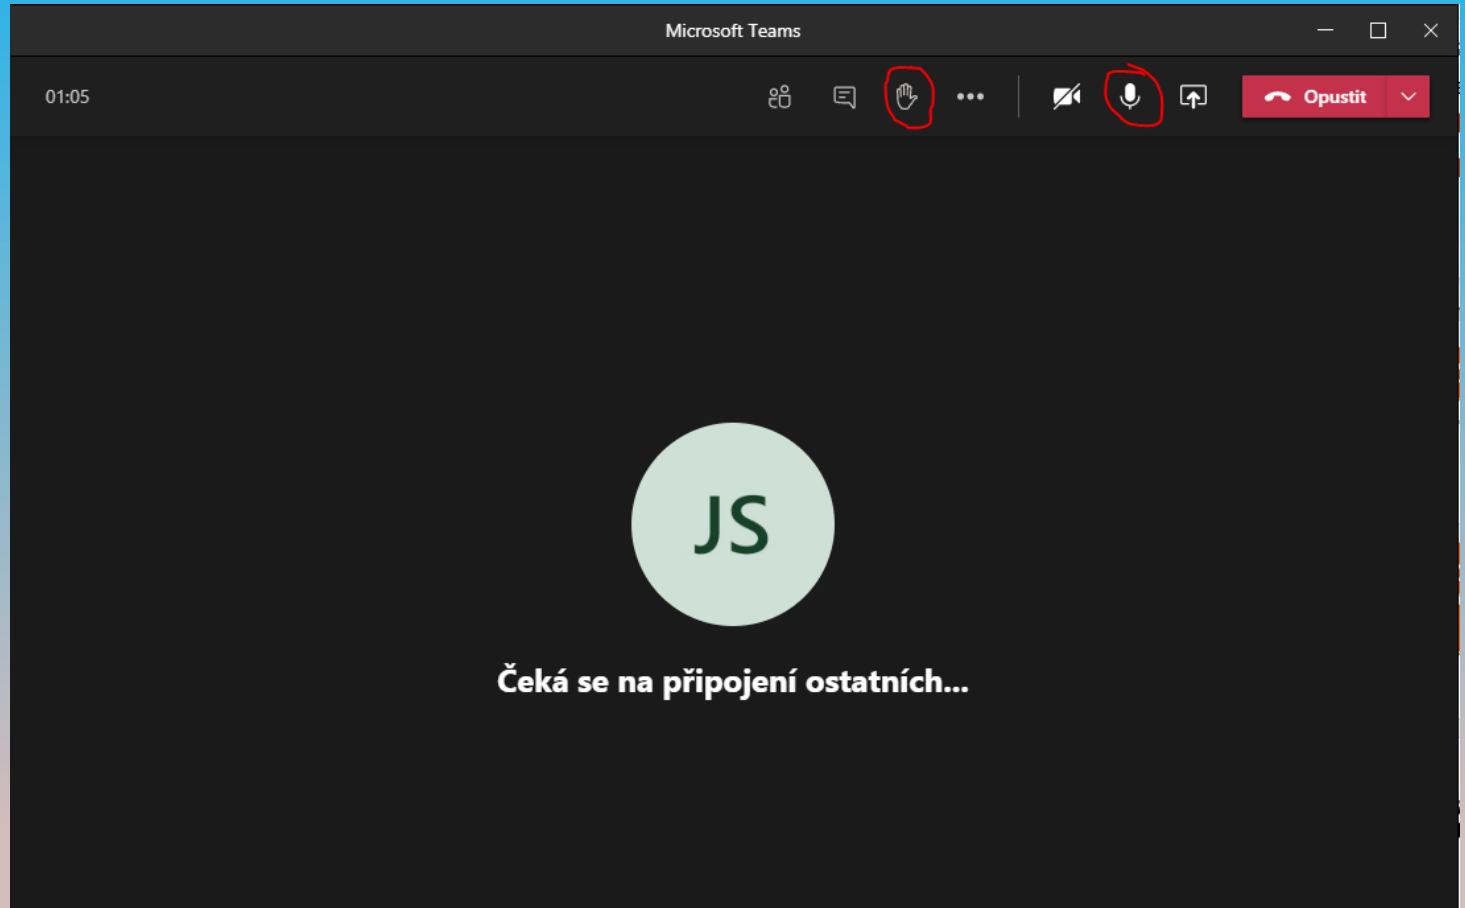 Microsoft Teams
01:05
Opustit
JS
Čeká se na připojení ostatních...